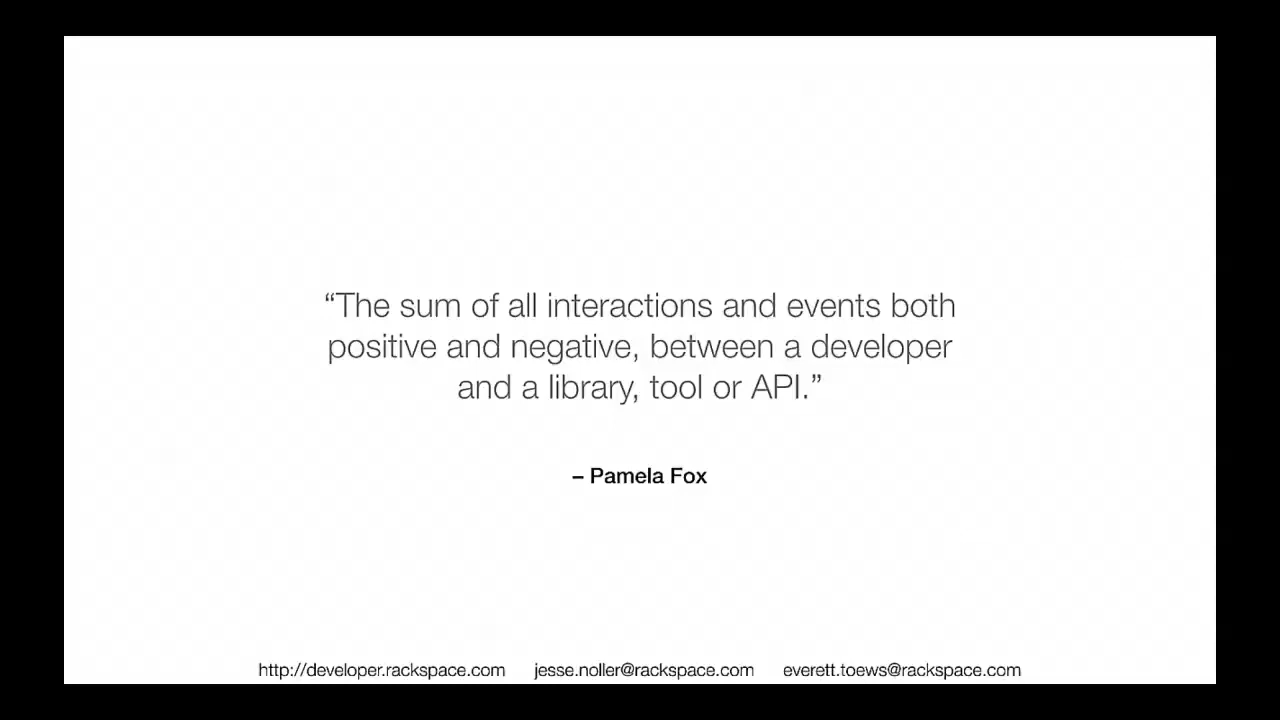 “The sum of all interactions and events both
positive and negative, between a developer
and a library, tool or API.”
– Pamela Fox
http://developer.rackspace.com jesse.noller@rackspace.com everett.toews@rackspace.com